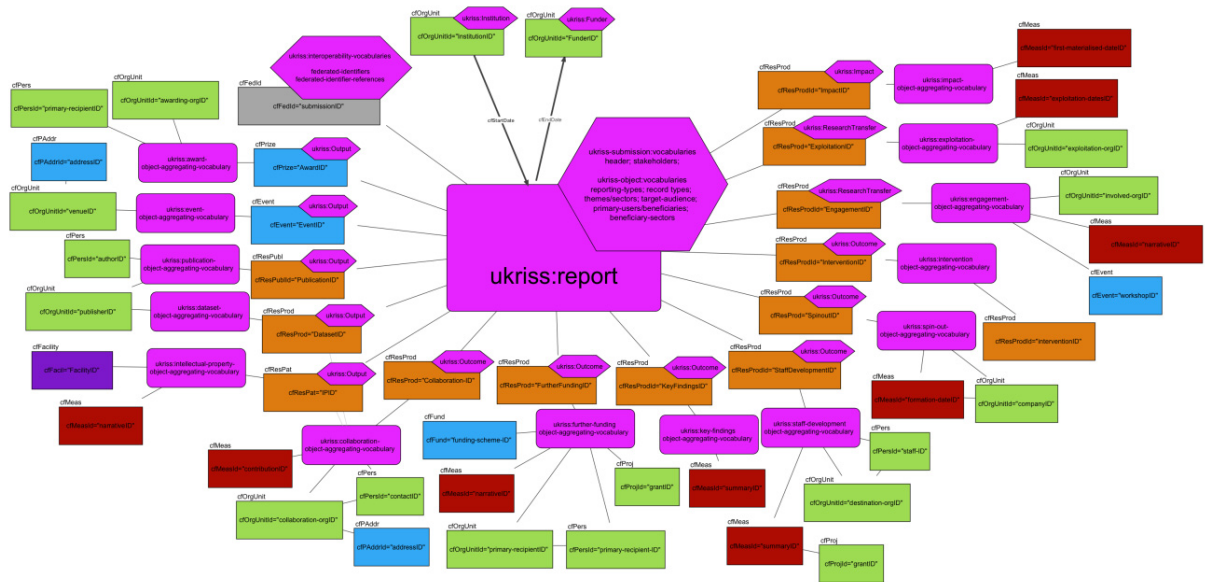 cfOrgUnit
ukriss:Institution
cfOrgUnitId="InstitutionID"
cfOrgUnit
ukriss:Funder
cfOrgUnitId="FunderID"
cfStartDate
cfEndDate
ukriss:interoperability-vocabularies
federated-identifiers
federated-identifier-references
cfFedId
cfFedId="submissionID"
ukriss-submission:vocabularies
header; stakeholders;
ukriss-object:vocabularies
reporting-types; record types;
themes/sectors; target-audience;
primary-users/beneficiaries;
beneficiary-sectors
ukriss:report
cfPers
cfPersId="primary-recipientID"
cfOrgUnit
cfOrgUnitId="awarding-orgID"
cfPAddr
cfPAddrId="addressID"
ukriss:award-
object-aggregating-vocabulary
cfPrize
ukriss:Output
cfPrize="AwardID"
cfOrgUnit
cfOrgUnitId="venueID"
ukriss:event-
object-aggregating-vocabulary
cfEvent
ukriss:Output
cfEvent="EventID"
cfPers
cfPersId="authorID"
ukriss:publication-
object-aggregating-vocabulary
cfResPubl
ukriss:Output
cfResPublId="PublicationID"
cfOrgUnit
cfOrgUnitId="publisherID"
ukriss:dataset-
object-aggregating-vocabulary
cfResProd
ukriss:Output
cfResProd="DatasetID"
cfFacility
cfFacil="FacilityID"
ukriss:intellectual-property-
object-aggregating-vocabulary
cfResPat
ukriss:Output
cfResPat="IPID"
cfMeas
cfMeasId="narrativeID"
cfResProd
ukriss:Outcome
cfResProd="Collaboration-ID"
ukriss:collaboration-
object-aggregating-vocabulary
cfMeas
cfMeasId="contributionID"
cfPers
cfPersId="contactID"
cfOrgUnit
cfOrgUnitId="collaboration-orgID"
cfPAddr
cfPAddrId="addressID"
cfResProd
ukriss:Outcome
cfResProd="FurtherFundingID"
ukriss:further-funding
object-aggregating-vocabulary
cfFund
cfFund="funding-scheme-ID"
cfMeas
cfMeasId="narrativeID"
cfProj
cfProjId="grantID"
cfOrgUnit
cfOrgUnitId="primary-recipientID"
cfPers
cfPersId="primary-recipient-ID"
cfResProd
ukriss:Outcome
cfResProdId="KeyFindingsID"
ukriss:key-findings
object-aggregating-vocabulary
cfMeas
cfMeasId="summaryID"
cfResProd
ukriss:Outcome
cfResProdId="StaffDevelopmentID"
ukriss:staff-development
object-aggregating-vocabulary
cfPers
cfPersId="staff-ID"
cfOrgUnit
cfOrgUnitId="destination-orgID"
cfMeas
cfMeasId="summaryID"
cfProj
cfProjId="grantID"
cfResProd
ukriss:Impact
cfResProdId="ImpactID"
ukriss:impact-
object-aggregating-vocabulary
cfMeas
cfMeasId="first-materialised-dateID"
cfMeas
cfMeasId="exploitation-datesID"
cfResProd
ukriss:ResearchTransfer
cfResProd="ExploitationID"
ukriss:exploitation-
object-aggregating-vocabulary
cfOrgUnit
cfOrgUnitId="exploitation-orgID"
cfResProd
ukriss:ResearchTransfer
cfResProdId="EngagementID"
ukriss:engagement-
object-aggregating-vocabulary
cfOrgUnit
cfOrgUnitId="involved-orgID"
cfMeas
cfMeasId="narrativeID"
cfEvent
cfEvent="workshopID"
cfResProd
ukriss:Outcome
cfResProdId="InterventionID"
ukriss:intervention
object-aggregating-vocabulary
cfResProd
cfResProdId="interventionID"
cfResProd
ukriss:Outcome
cfResProd="SpinoutID"
ukriss:spin-out
object-aggregating-vocabulary
cfMeas
cfMeasId="formation-dateID"
cfOrgUnit
cfOrgUnitId="companyID"